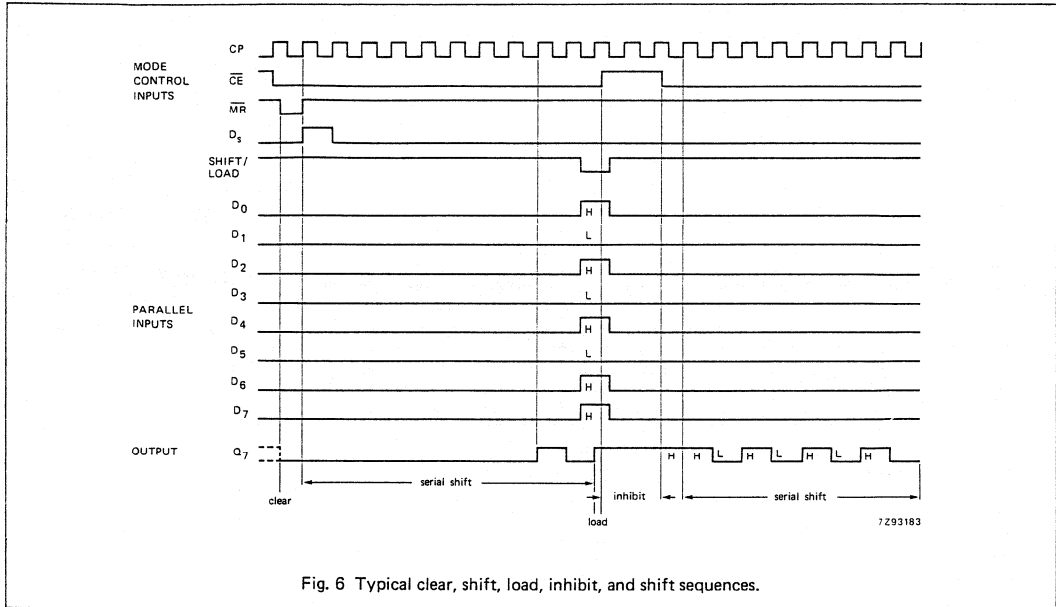 CP
MODE
CONTROL
INPUTS
CE
MR
Ds
SHIFT/
LOAD
D0
H
D1
L
D2
H
D3
L
PARALLEL
INPUTS
D4
H
D5
L
D6
H
D7
H
OUTPUT
Q7
H H L H L H L H
serial shift
inhibit
serial shift
clear
load
7Z93183
Fig. 6 Typical clear, shift, load, inhibit, and shift sequences.